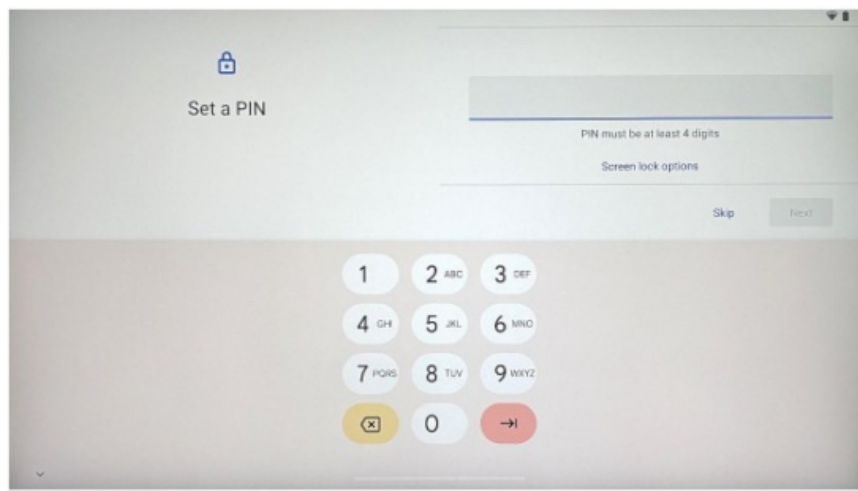 Set a PIN
PIN must be at least 4 digits
Screen lock options
Skip
Next
1
2 ABC
3 DEF
4 GHI
5 JKL
6 MNO
7 PQRS
8 TUV
9 WXYZ
0